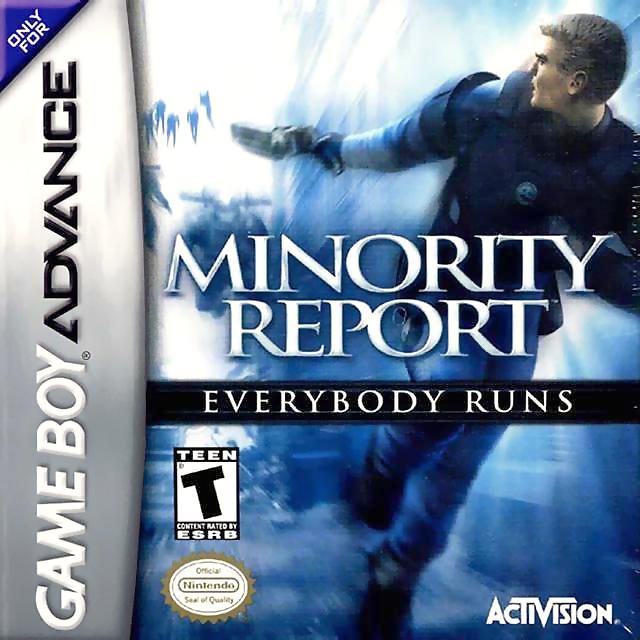 ONLY
FOR
GAME BOY ADVANCE
®
MINORITY
REPORT
™
EVERYBODY RUNS
TEEN
T
®
CONTENT RATED BY
ESRB
Official
Nintendo
Seal of Quality
ACTIVISION